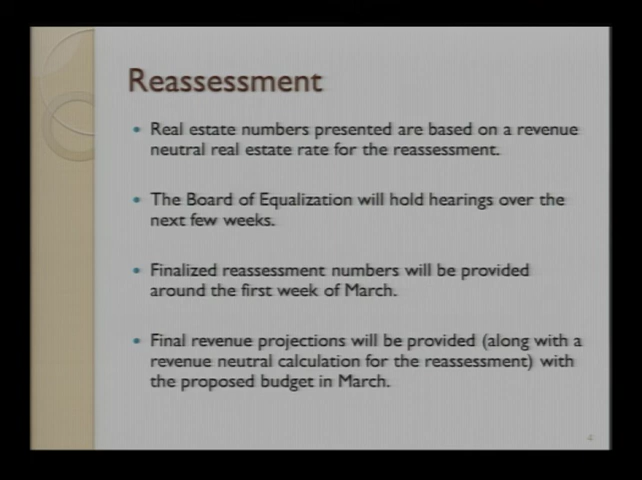 Reassessment
Real estate numbers presented are based on a revenue
neutral real estate rate for the reassessment.
The Board of Equalization will hold hearings over the
next few weeks.
Finalized reassessment numbers will be provided
around the first week of March.
Final revenue projections will be provided (along with a
revenue neutral calculation for the reassessment) with
the proposed budget in March.
4